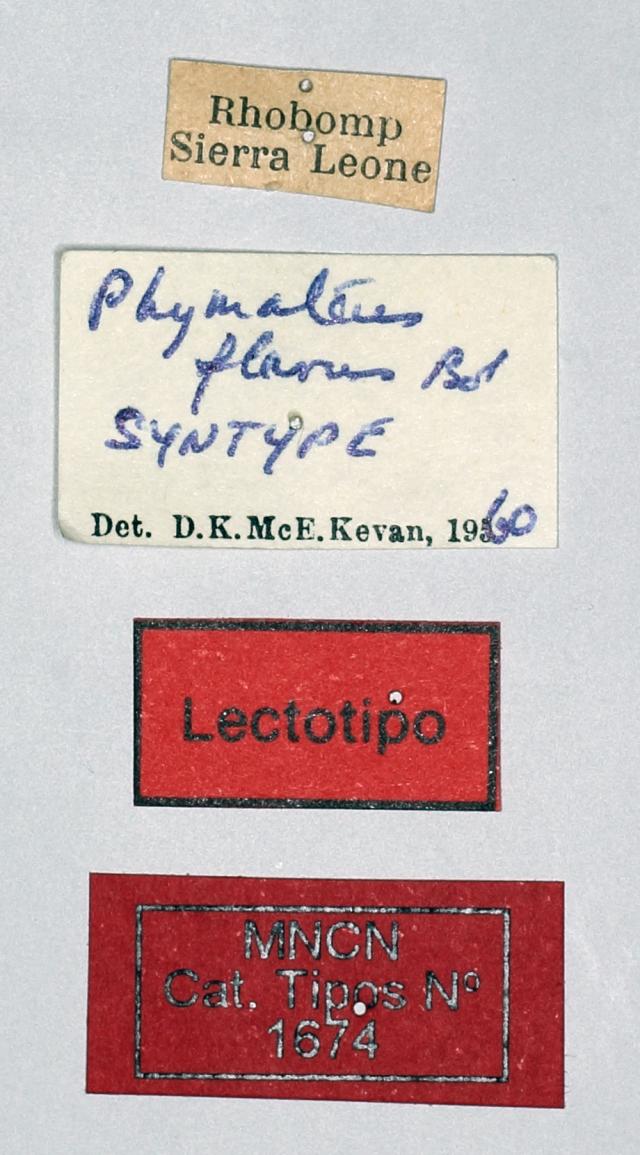 Rhobomp
Sierra Leone
Phymateus
flavus Bol
SYNTYPE
Det. D.K.McE.Kevan, 1960
Lectotipo
MNCN
Cat. Tipos Nº
1674